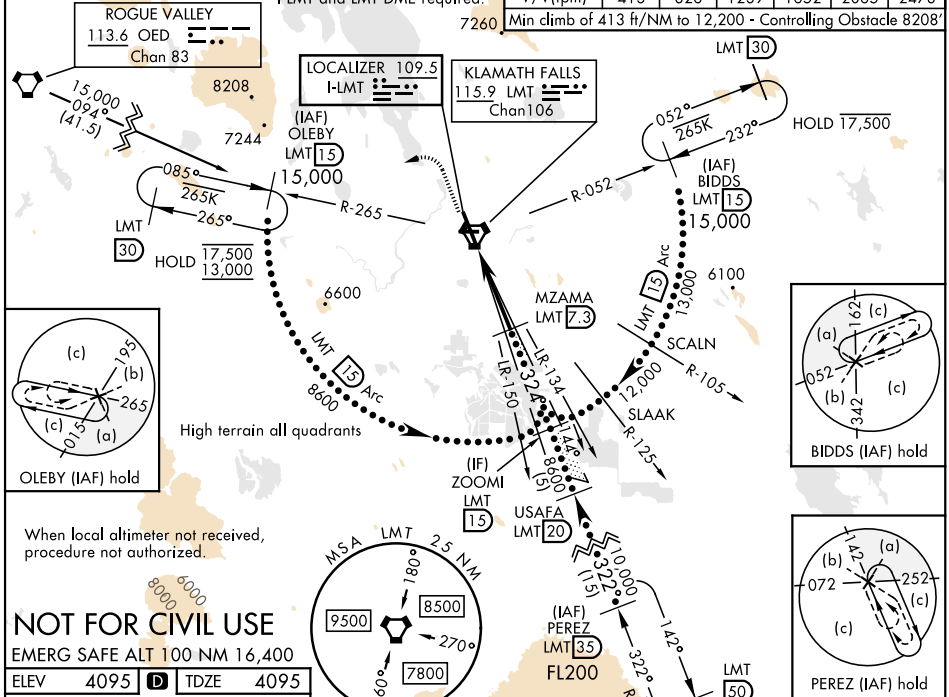 I-LMT and LMT DME required.
7260
V/V(fpm) 413 826 1239 1652 2065 2478
Min climb of 413 ft/NM to 12,200 - Controlling Obstacle 8208'
ROGUE VALLEY
113.6 OED
Chan 83
15,000
094°
(41.5)
8208
7244
LOCALIZER 109.5
I-LMT
KLAMATH FALLS
115.9 LMT
Chan106
LMT 30
052°
265K
232°
HOLD 17,500
(IAF)
OLEBY
LMT 15
15,000
085°
265K
265°
LMT
30
HOLD 17,500
13,000
R-265
R-052
(IAF)
BIDDS
LMT 15
15,000
6600
6100
LMT 15 Arc
13,000
MZAMA
LMT 7.3
SCALN
R-105
12,000
SLAAK
R-125
LMT 15 Arc
8600
LR-150
324°
LR-134
144°
8600
(5)
High terrain all quadrants
(IF)
ZOOMI
LMT
15
USAFA
LMT 20
10,000
322°
(15)
(c)
195
(b)
265
(c)
015
(a)
OLEBY (IAF) hold
(a)
162
(c)
052
(b)
342
(c)
BIDDS (IAF) hold
When local altimeter not received,
procedure not authorized.
8000
6000
NOT FOR CIVIL USE
EMERG SAFE ALT 100 NM 16,400
ELEV 4095 D TDZE 4095
MSA LMT 25 NM
180°
9500
8500
270°
7800
60°
(IAF)
PEREZ
LMT 35
FL200
142°
322°
R
LMT
50
142
(a)
(b)
072
252
(c)
(c)
PEREZ (IAF) hold